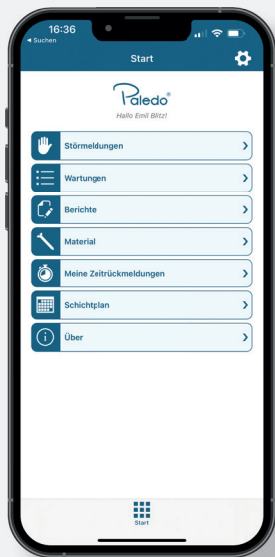 16:36
Suchen
Start
Paledo®
Hallo Emil Blitz!
Störmeldungen
Wartungen
Berichte
Material
Meine Zeitrückmeldungen
Schichtplan
Über
Start